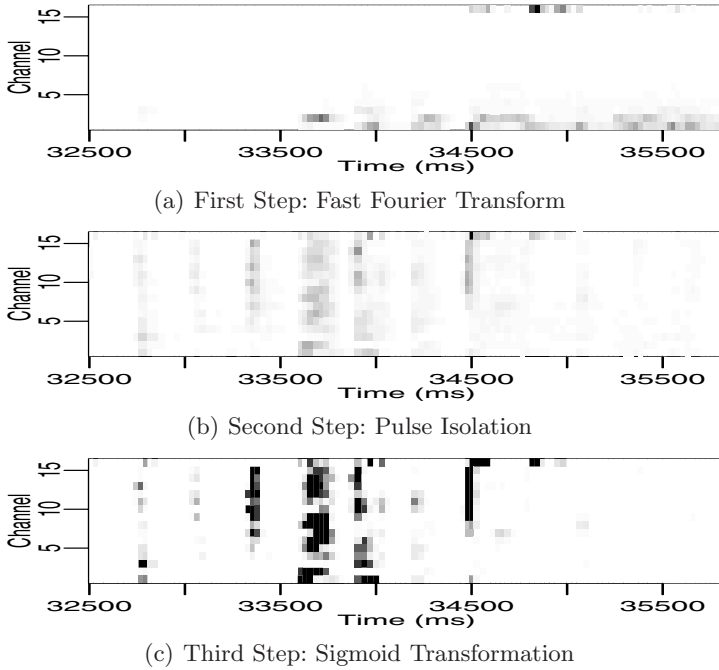 15
10
5
Channel
32500 33500 34500 35500
Time (ms)
(a) First Step: Fast Fourier Transform
15
10
5
Channel
32500 33500 34500 35500
Time (ms)
(b) Second Step: Pulse Isolation
15
10
5
Channel
32500 33500 34500 35500
Time (ms)
(c) Third Step: Sigmoid Transformation